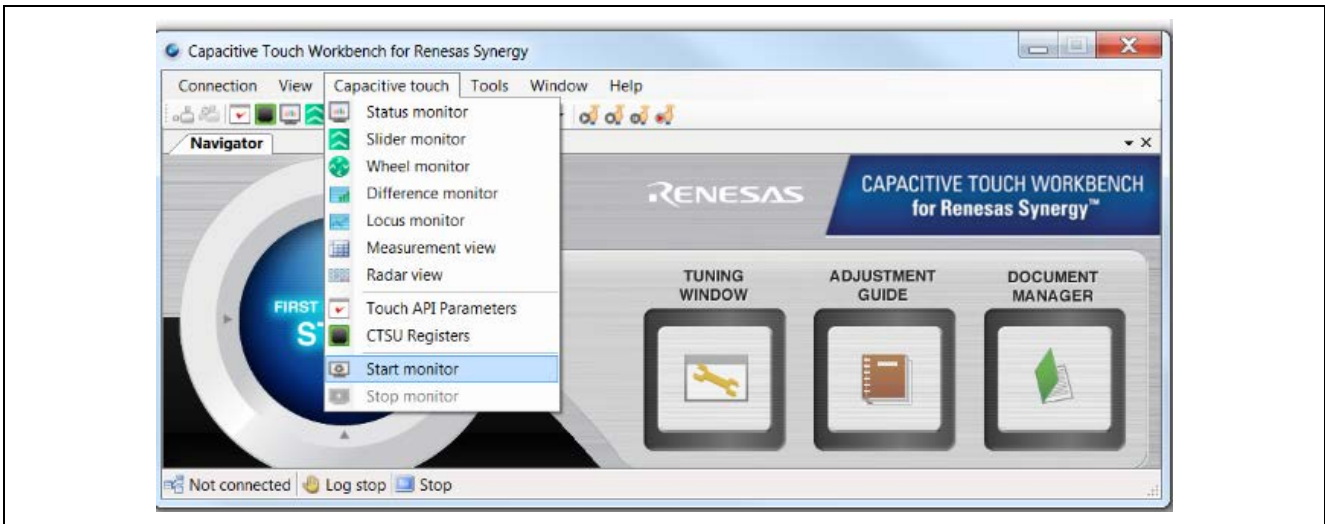 Capacitive Touch Workbench for Renesas Synergy
Connection View Capacitive touch Tools Window Help
Navigator
Status monitor
Slider monitor
Wheel monitor
Difference monitor
Locus monitor
Measurement view
Radar view
Touch API Parameters
CTSU Registers
Start monitor
Stop monitor
FIRST
ST
RENESAS
CAPACITIVE TOUCH WORKBENCH
for Renesas Synergy™
TUNING
WINDOW
ADJUSTMENT
GUIDE
DOCUMENT
MANAGER
Not connected Log stop Stop